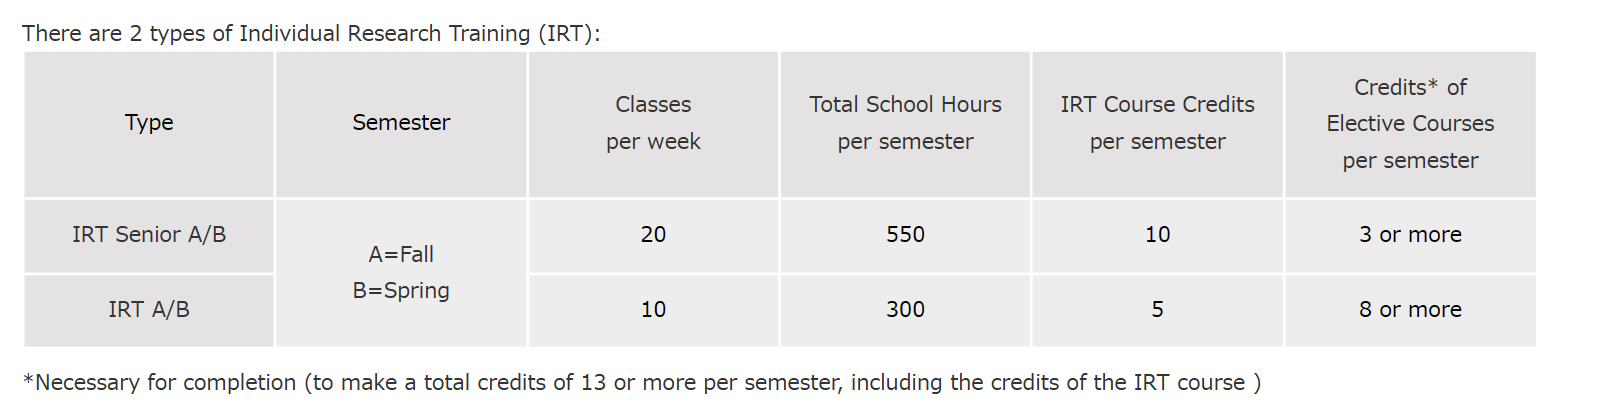 There are 2 types of Individual Research Training (IRT):
Type
Semester
Classes
per week
Total School Hours
per semester
IRT Course Credits
per semester
Credits* of
Elective Courses
per semester
IRT Senior A/B
A=Fall
B=Spring
20
550
10
3 or more
IRT A/B
10
300
5
8 or more
*Necessary for completion (to make a total credits of 13 or more per semester, including the credits of the IRT course )